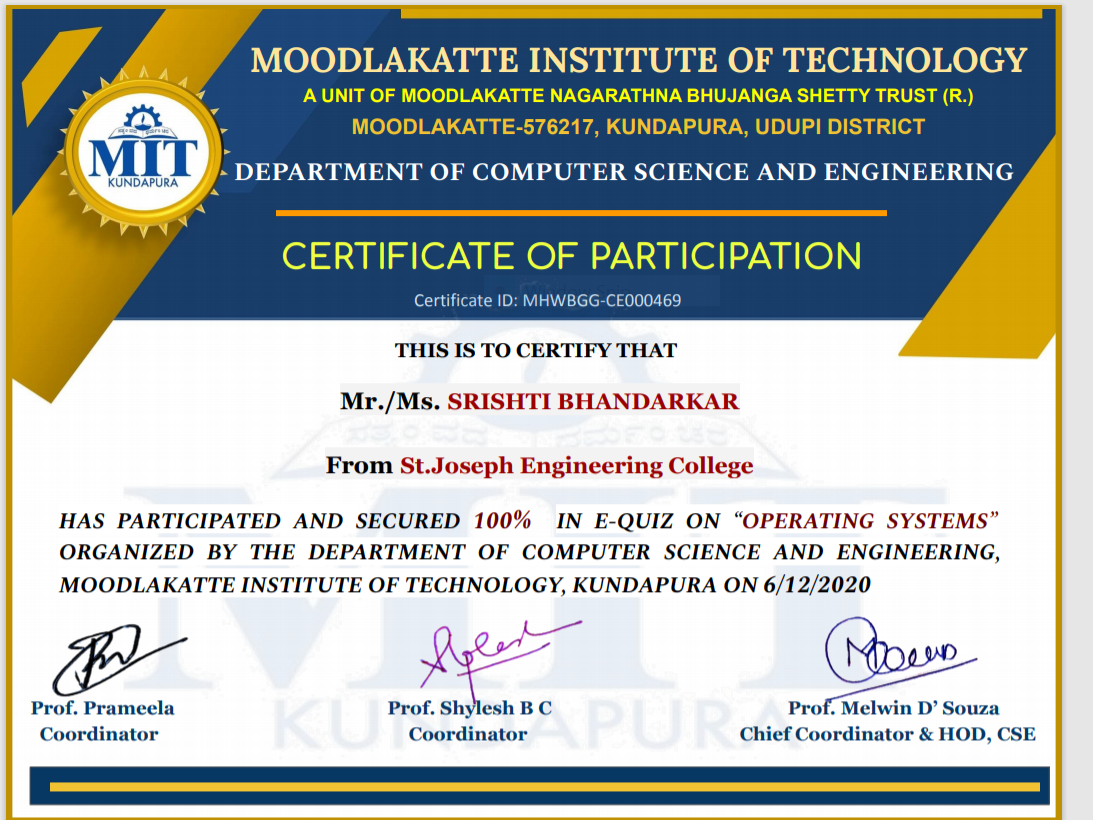 MOODLAKATTE INSTITUTE OF TECHNOLOGY
A UNIT OF MOODLAKATTE NAGARATHNA BHUJANGA SHETTY TRUST (R.)
MOODLAKATTE-576217, KUNDAPURA, UDUPI DISTRICT
MIT
KUNDAPURA
DEPARTMENT OF COMPUTER SCIENCE AND ENGINEERING
CERTIFICATE OF PARTICIPATION
Certificate ID: MHWBGG-CE000469
THIS IS TO CERTIFY THAT
Mr./Ms. SRISHTI BHANDARKAR
From St.Joseph Engineering College
HAS PARTICIPATED AND SECURED 100% IN E-QUIZ ON “OPERATING SYSTEMS”
ORGANIZED BY THE DEPARTMENT OF COMPUTER SCIENCE AND ENGINEERING,
MOODLAKATTE INSTITUTE OF TECHNOLOGY, KUNDAPURA ON 6/12/2020
MIT
KUNDAPURA
Prof. Prameela
Coordinator
Prof. Shylesh B C
Coordinator
Prof. Melwin D’ Souza
Chief Coordinator & HOD, CSE